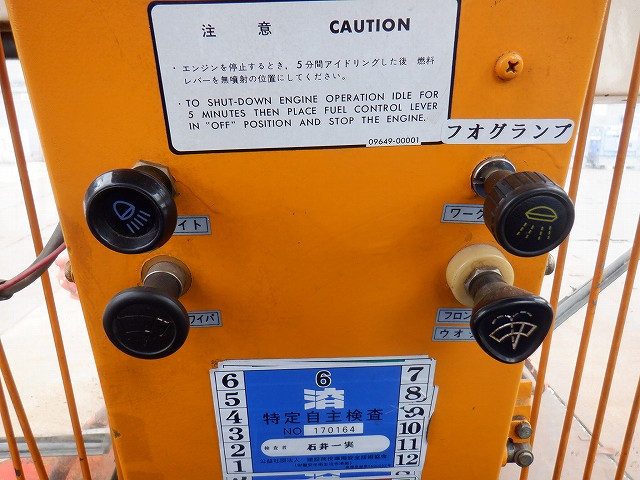 注意 CAUTION
・エンジンを停止するとき、5分間アイドリングした後 燃料
レバーを無噴射の位置にしてください。
・TO SHUT-DOWN ENGINE OPERATION IDLE FOR
5 MINUTES THEN PLACE FUEL CONTROL LEVER
IN "OFF" POSITION AND STOP THE ENGINE.
09649-00001
フオグランプ
イト
ワーク
ワイパ
フロン
ウオ
6
6 5 4 3 2 1
7 8 9 10 11 12
溶
特定自主検査
NO 170164
検査者 石井一実